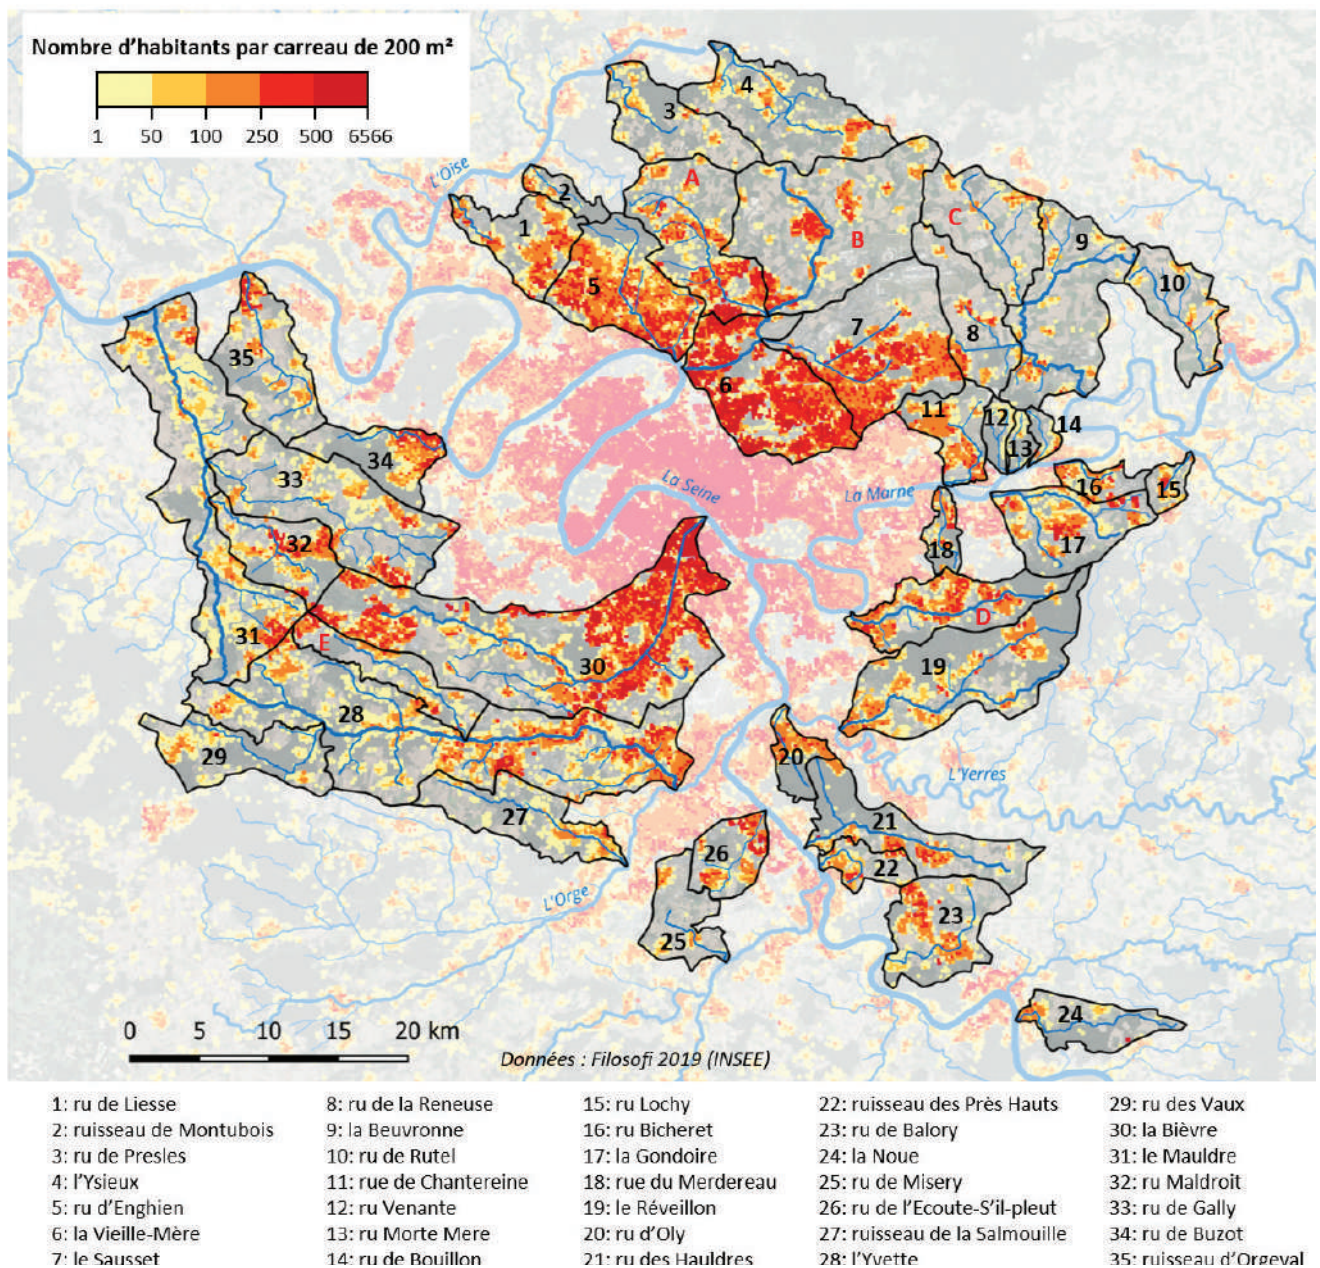 Nombre d'habitants par carreau de 200 m²
1 50 100 250 500 6566
4
3
L'Oise
A
2
C
1
B
9
5
10
7
8
35
6
11
12
14
13
34
33
La Seine
La Marne
16
15
32
17
18
31
E
D
30
19
28
29
20
L'Yerres
27
21
26
22
L'Orge
23
25
24
0 5 10 15 20 km
Données : Filosofi 2019 (INSEE)
1: ru de Liesse
2: ruisseau de Montubois
3: ru de Presles
4: l'Ysieux
5: ru d'Enghien
6: la Vieille-Mère
7: le Sausset
8: ru de la Reneuse
9: la Beuvronne
10: ru de Rutel
11: rue de Chantereine
12: ru Venante
13: ru Morte Mere
14: ru de Bouillon
15: ru Lochy
16: ru Bicheret
17: la Gondoire
18: rue du Merdereau
19: le Réveillon
20: ru d'Oly
21: ru des Hauldres
22: ruisseau des Près Hauts
23: ru de Balory
24: la Noue
25: ru de Misery
26: ru de l'Ecoute-S'il-pleut
27: ruisseau de la Salmouille
28: l'Yvette
29: ru des Vaux
30: la Bièvre
31: le Mauldre
32: ru Maldroit
33: ru de Gally
34: ru de Buzot
35: ruisseau d'Orgeval